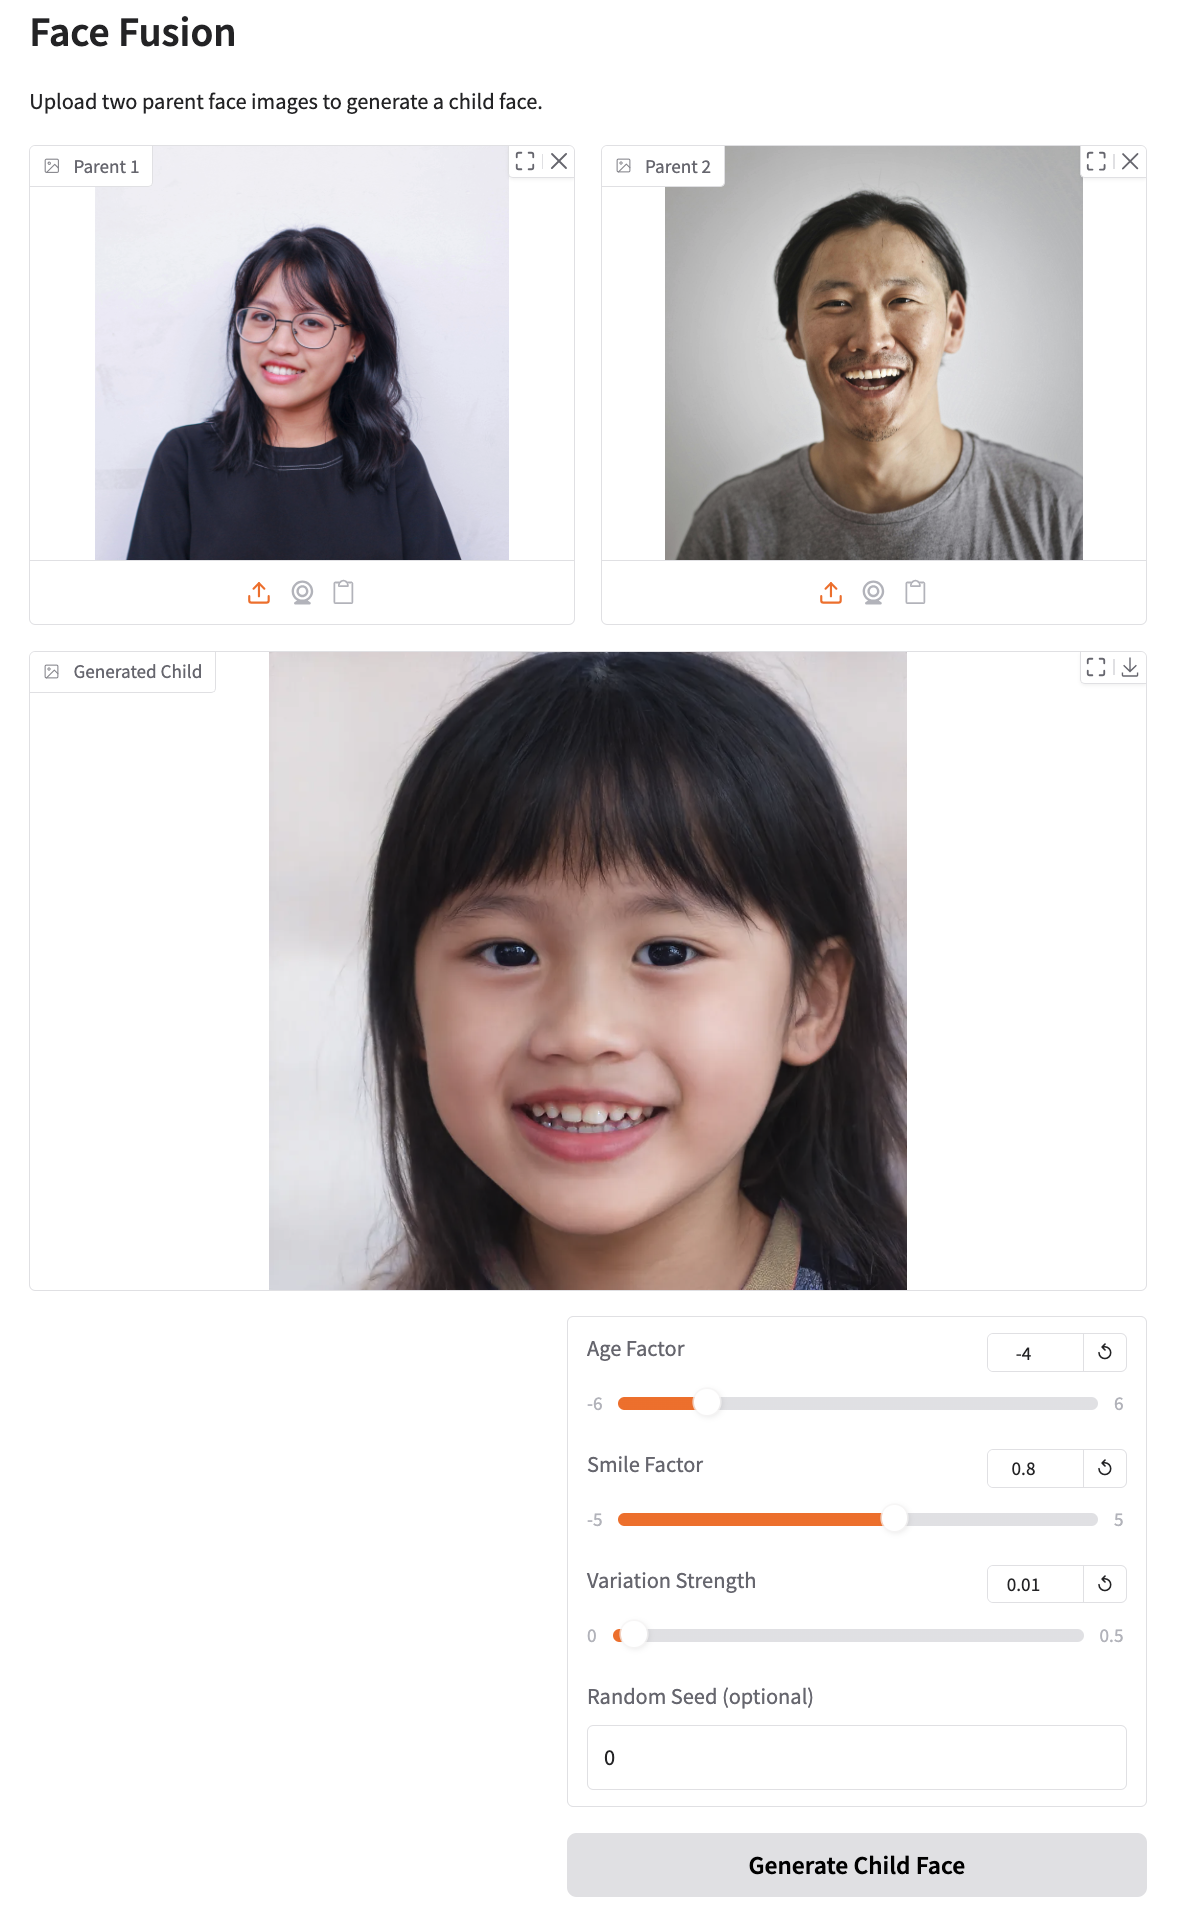 Face Fusion
Upload two parent face images to generate a child face.
Parent 1
Parent 2
Generated Child
Age Factor
-4
-6
6
Smile Factor
0.8
-5
5
Variation Strength
0.01
0
0.5
Random Seed (optional)
0
Generate Child Face